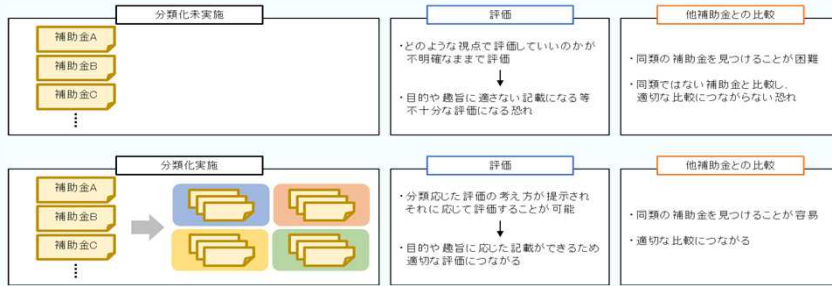 分類化未実施
補助金A
補助金B
補助金C
評価
・どのような視点で評価していいのかが
不明確なままで評価
・目的や趣旨に適さない記載になる等
不十分な評価になる恐れ
他補助金との比較
・同類の補助金を見つけることが困難
・同類ではない補助金と比較し、
適切な比較につながらない恐れ
分類化実施
補助金A
補助金B
補助金C
評価
・分類応じた評価の考え方が提示され
それに応じて評価することが可能
・目的や趣旨に応じた記載ができるため
適切な評価につながる
他補助金との比較
・同類の補助金を見つけることが容易
・適切な比較につながる